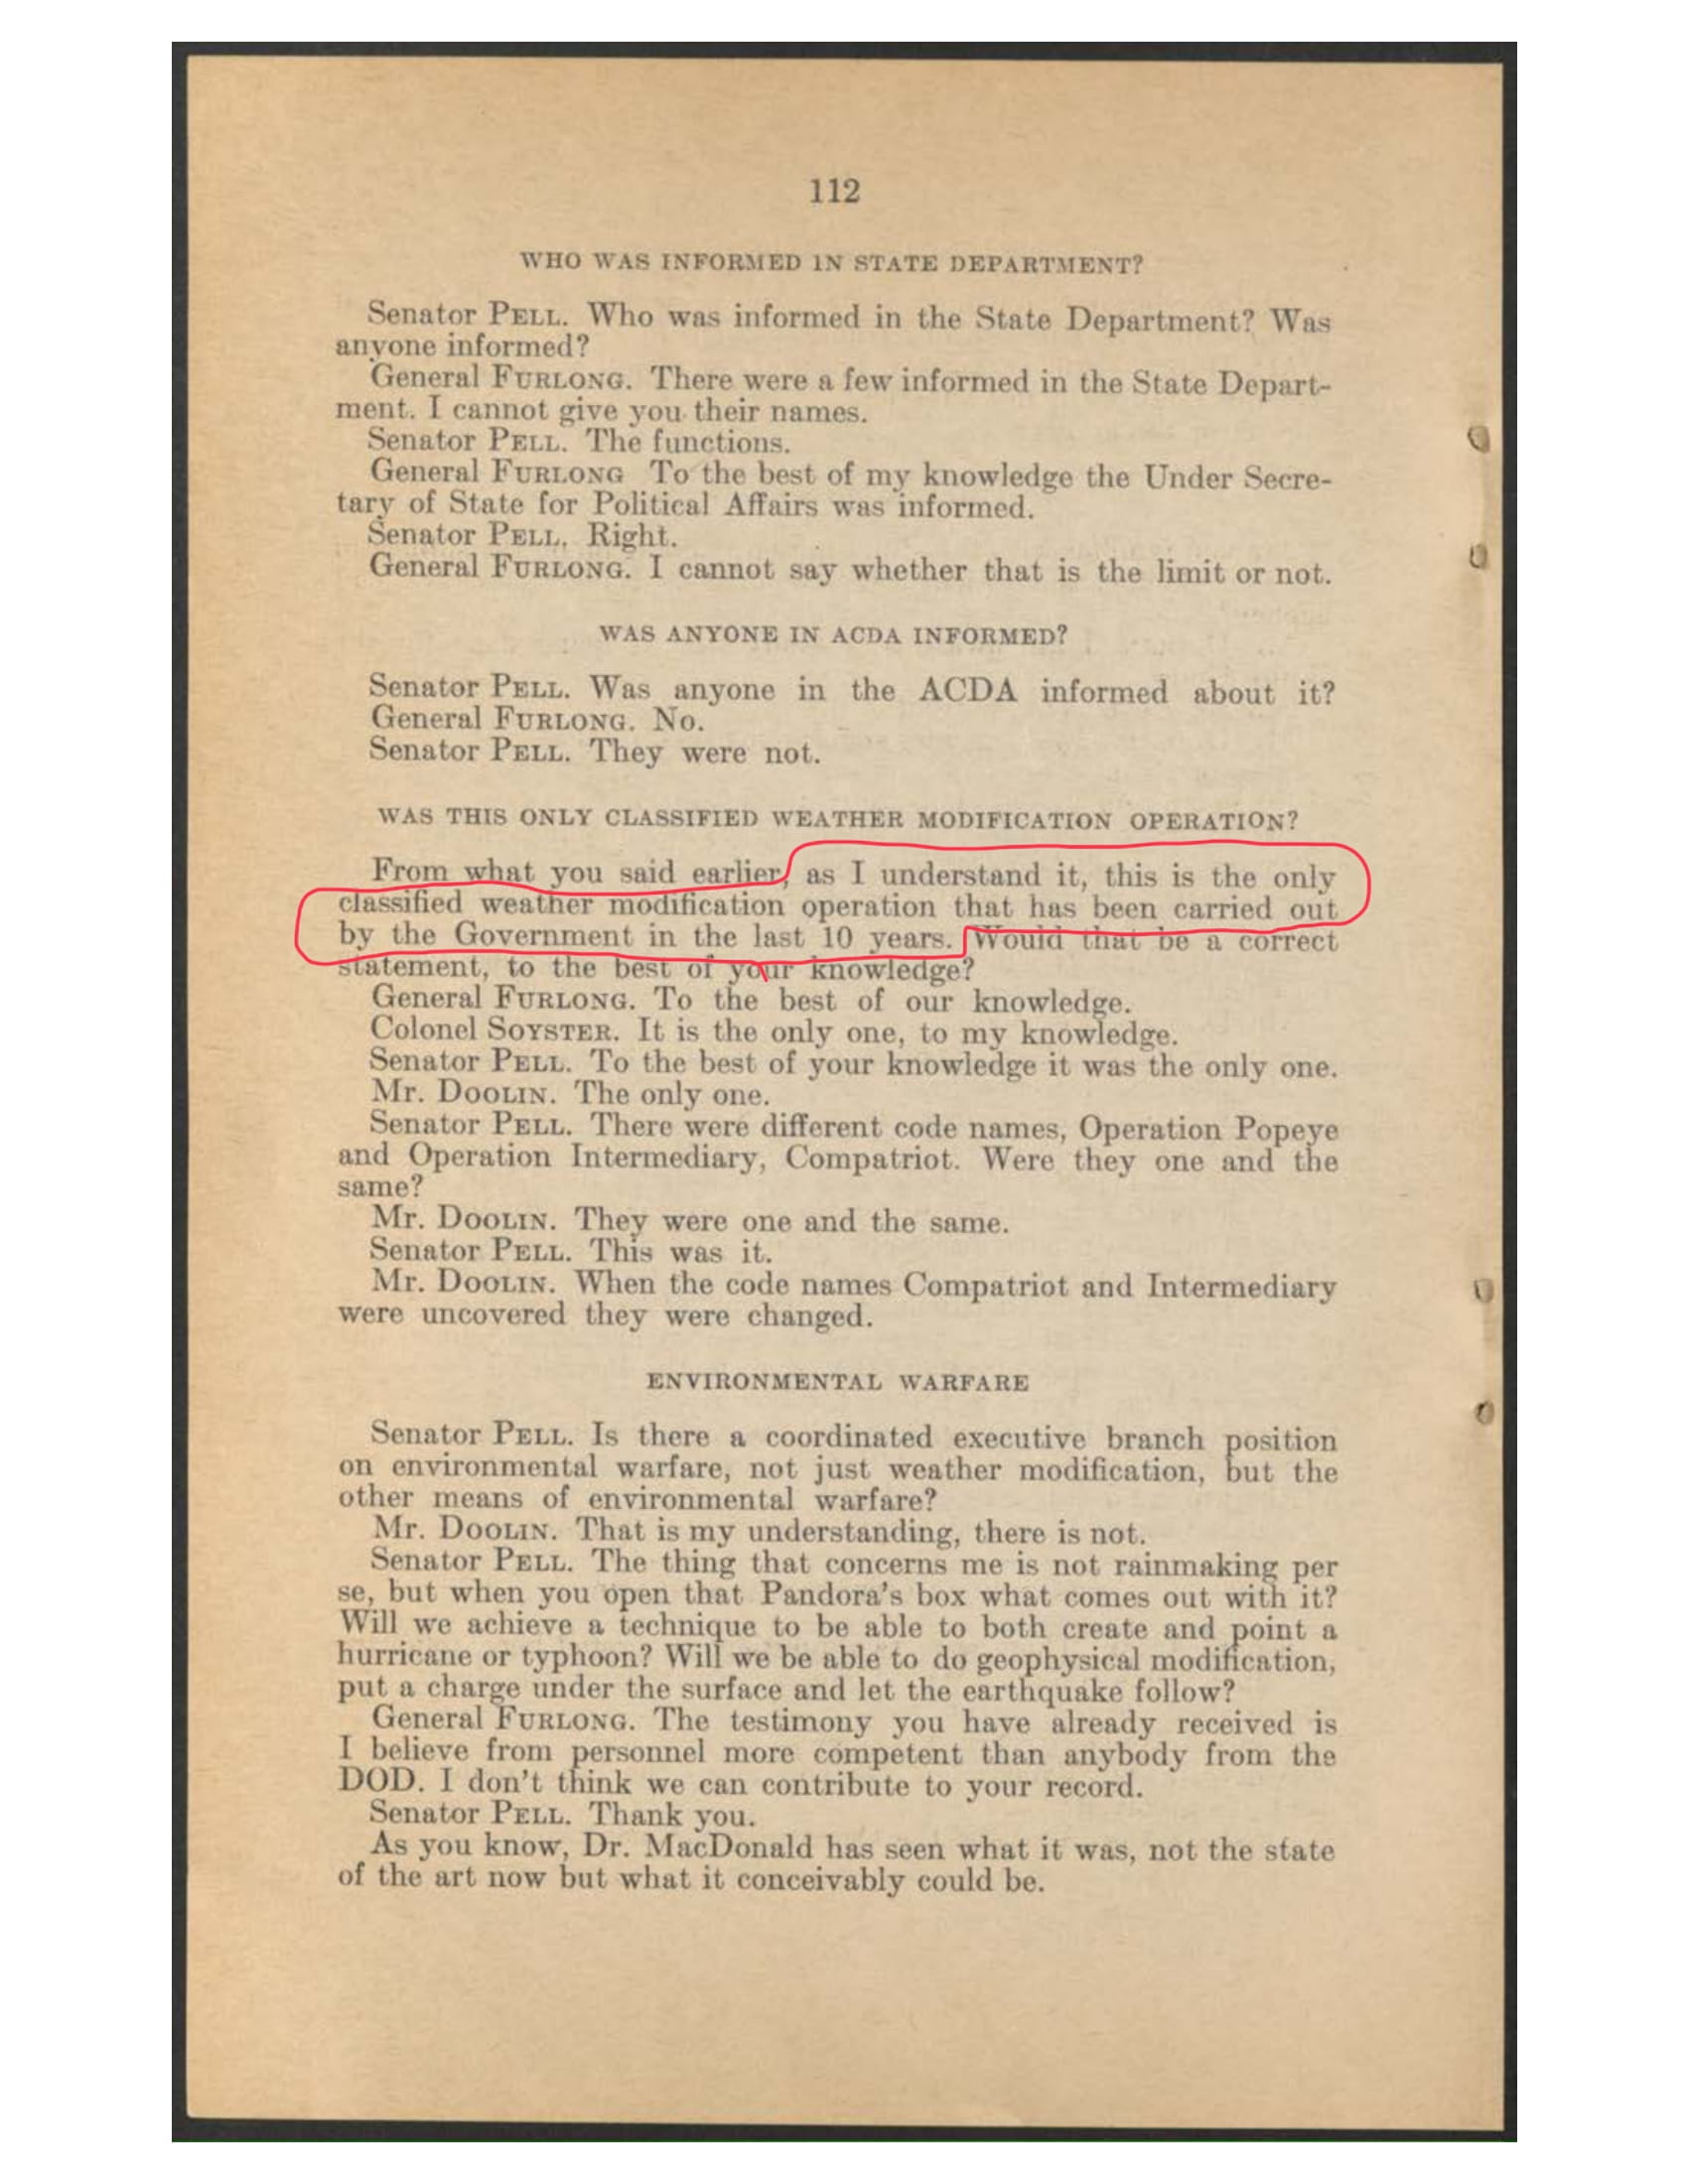 112
WHO WAS INFORMED IN STATE DEPARTMENT?
Senator PELL. Who was informed in the State Department? Was
anyone informed?
General FURLONG. There were a few informed in the State Depart-
ment. I cannot give you their names.
Senator PELL. The functions.
General FURLONG To the best of my knowledge the Under Secre-
tary of State for Political Affairs was informed.
Senator PELL. Right.
General FURLONG. I cannot say whether that is the limit or not.
WAS ANYONE IN ACDA INFORMED?
Senator PELL. Was anyone in the ACDA informed about it?
General FURLONG. No.
Senator PELL. They were not.
WAS THIS ONLY CLASSIFIED WEATHER MODIFICATION OPERATION?
From what you said earlier, as I understand it, this is the only
classified weather modification operation that has been carried out
by the Government in the last 10 years. Would that be a correct
statement, to the best of your knowledge?
General FURLONG. To the best of our knowledge.
Colonel SOYSTER. It is the only one, to my knowledge.
Senator PELL. To the best of your knowledge it was the only one.
Mr. DOOLIN. The only one.
Senator PELL. There were different code names, Operation Popeye
and Operation Intermediary, Compatriot. Were they one and the
same?
Mr. DOOLIN. They were one and the same.
Senator PELL. This was it.
Mr. DOOLIN. When the code names Compatriot and Intermediary
were uncovered they were changed.
ENVIRONMENTAL WARFARE
Senator PELL. Is there a coordinated executive branch position
on environmental warfare, not just weather modification, but the
other means of environmental warfare?
Mr. DOOLIN. That is my understanding, there is not.
Senator PELL. The thing that concerns me is not rainmaking per
se, but when you open that Pandora's box what comes out with it?
Will we achieve a technique to be able to both create and point a
hurricane or typhoon? Will we be able to do geophysical modification,
put a charge under the surface and let the earthquake follow?
General FURLONG. The testimony you have already received is
I believe from personnel more competent than anybody from the
DOD. I don't think we can contribute to your record.
Senator PELL. Thank you.
As you know, Dr. MacDonald has seen what it was, not the state
of the art now but what it conceivably could be.